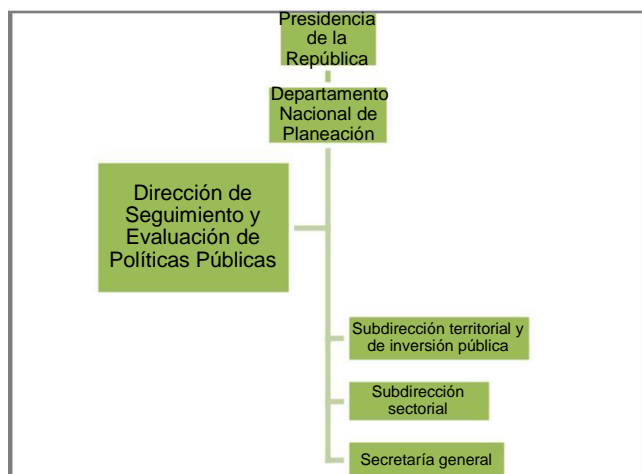 Presidencia
de la
República
Departamento
Nacional de
Planeación
Dirección de
Seguimiento y
Evaluación de
Políticas Públicas
Subdirección territorial y
de inversión pública
Subdirección
sectorial
Secretaría general